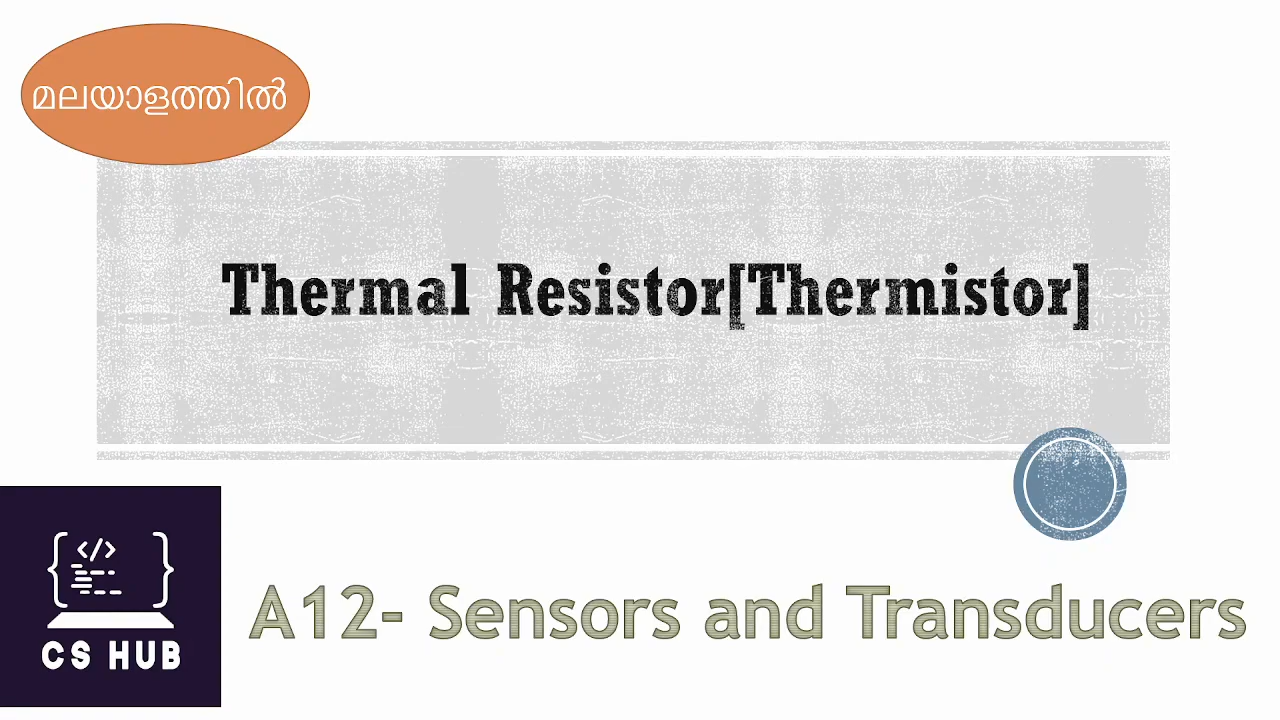 മലയാളത്തിൽ
Thermal Resistor[Thermistor]
</>
CS HUB
A12- Sensors and Transducers